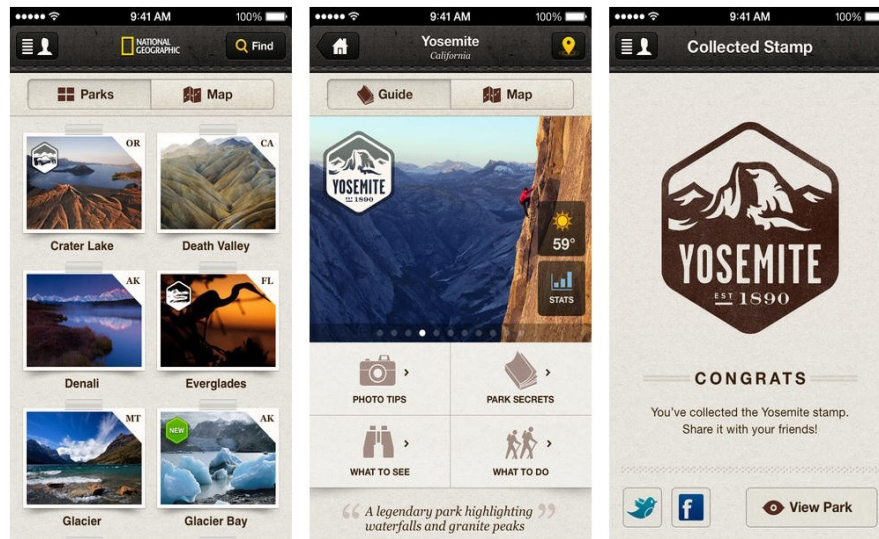 9:41 AM 100%
NATIONAL
GEOGRAPHIC
Find
Parks Map
OR
CA
Crater Lake Death Valley
AK
FL
Denali Everglades
MT
NEW
AK
Glacier Glacier Bay
9:41 AM 100%
Yosemite
California
Guide Map
YOSEMITE
EST 1890
59°
STATS
PHOTO TIPS PARK SECRETS
WHAT TO SEE WHAT TO DO
“ A legendary park highlighting ”
waterfalls and granite peaks
9:41 AM 100%
Collected Stamp
YOSEMITE
EST 1890
CONGRATS
You've collected the Yosemite stamp.
Share it with your friends!
f
View Park